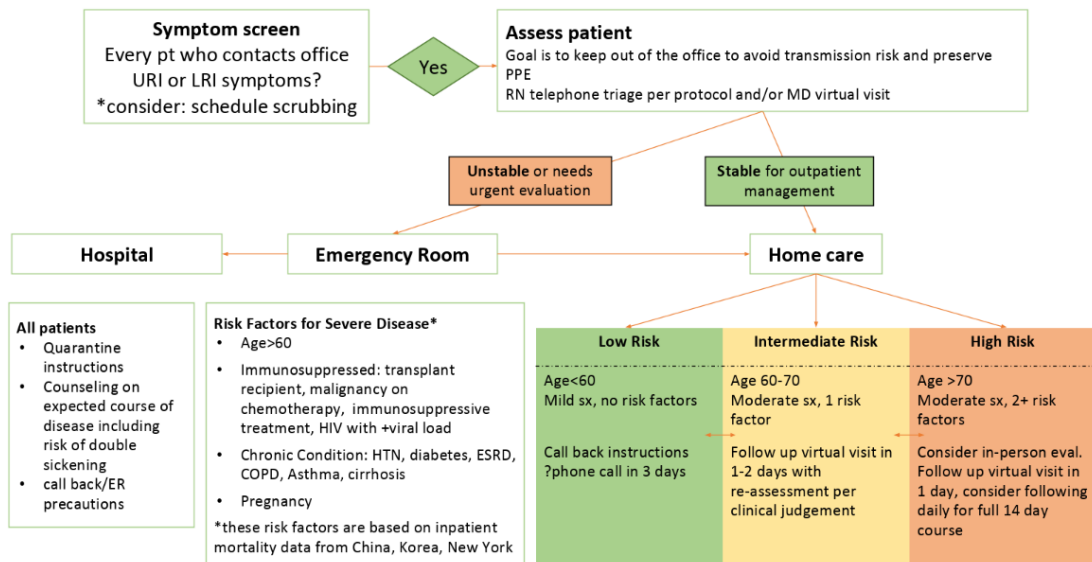 Symptom screen
Every pt who contacts office
URI or LRI symptoms?
*consider: schedule scrubbing
Yes
Assess patient
Goal is to keep out of the office to avoid transmission risk and preserve
PPE
RN telephone triage per protocol and/or MD virtual visit
Unstable or needs
urgent evaluation
Stable for outpatient
management
Hospital
Emergency Room
Home care
All patients
• Quarantine
instructions
• Counseling on
expected course of
disease including
risk of double
sickening
• call back/ER
precautions
Risk Factors for Severe Disease*
• Age>60
• Immunosuppressed: transplant
recipient, malignancy on
chemotherapy, immunosuppressive
treatment, HIV with +viral load
• Chronic Condition: HTN, diabetes, ESRD,
COPD, Asthma, cirrhosis
• Pregnancy
*these risk factors are based on inpatient
mortality data from China, Korea, New York
Low Risk
Age<60
Mild sx, no risk factors
Call back instructions
?phone call in 3 days
Intermediate Risk
Age 60-70
Moderate sx, 1 risk
factor
Follow up virtual visit in
1-2 days with
re-assessment per
clinical judgement
High Risk
Age >70
Moderate sx, 2+ risk
factors
Consider in-person eval.
Follow up virtual visit in
1 day, consider following
daily for full 14 day
course